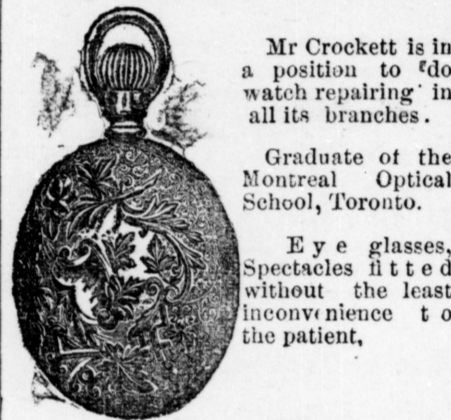 Mr Crockett is in
a position to do
watch repairing in
all its branches.
Graduate of the
Montreal Optical
School, Toronto.
Eye glasses,
Spectacles fitted
without the least
inconvenience to
the patient,